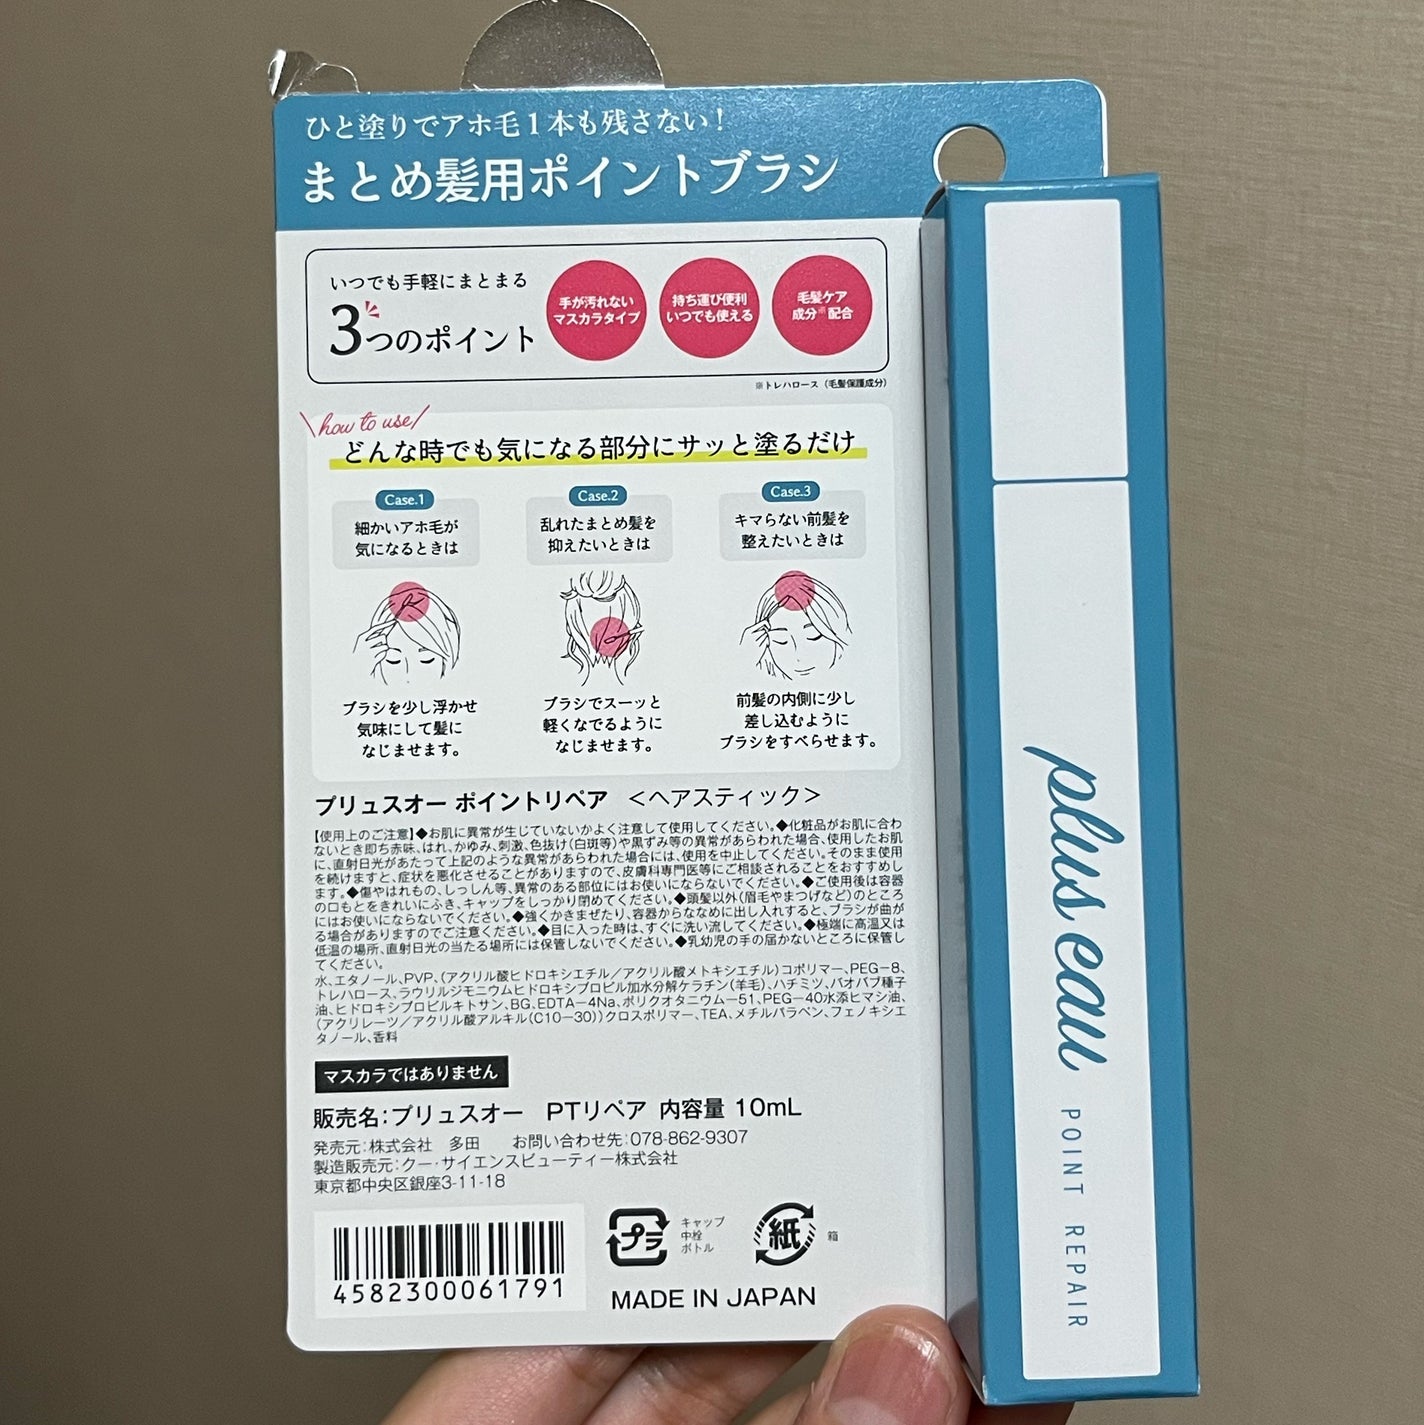 ひと塗りでアホ毛1本も残さない!
まとめ髪用ポイントブラシ
いつでも手軽にまとまる
3つのポイント
手が汚れない
マスカラタイプ
持ち運び便利
いつでも使える
毛髪ケア
成分※配合
※トレハロース(毛髪保護成分)
how to use
どんな時でも気になる部分にサッと塗るだけ
Case.1
細かいアホ毛が
気になるときは
ブラシを少し浮かせ
気味にして髪に
なじませます。
Case.2
乱れたまとめ髪を
抑えたいときは
ブラシでスーッと
軽くなでるように
なじませます。
Case.3
キマらない前髪を
整えたいときは
前髪の内側に少し
差し込むように
ブラシをすべらせます。
プリュスオー ポイントリペア <ヘアスティック>
【使用上のご注意】◆お肌に異常が生じていないかよく注意して使用してください。◆化粧品がお肌に合わ
ないとき即ち赤味、はれ、かゆみ、刺激、色抜け(白斑等)や黒ずみ等の異常があらわれた場合、使用したお肌
に、直射日光があたって上記のような異常があらわれた場合には、使用を中止してください。そのまま使用
を続けますと、症状を悪化させることがありますので、皮膚科専門医等にご相談されることをおすすめし
ます。◆傷やはれもの、しっしん等、異常のある部位にはお使いにならないでください。◆ご使用後は容器
の口もとをきれいにふき、キャップをしっかり閉めてください。◆頭髪以外(眉毛やまつげなど)のところ
にはお使いにならないでください。◆強くかきまぜたり、容器からななめに出し入れすると、ブラシが曲が
る場合がありますのでご注意ください。◆目に入った時は、すぐに洗い流してください。◆極端に高温又は
低温の場所、直射日光の当たる場所には保管しないでください。◆乳幼児の手の届かないところに保管し
てください。
水、エタノール、PVP、(アクリル酸ヒドロキシエチル/アクリル酸メトキシエチル)コポリマー、PEG-8、
トレハロース、ラウリルジモニウムヒドロキシプロピル加水分解ケラチン(羊毛)、ハチミツ、バオバブ種子
油、ヒドロキシプロピルキトサン、BG、EDTA-4Na、ポリクオタニウム-51、PEG-40水添ヒマシ油、
(アクリレーツ/アクリル酸アルキル(C10-30))クロスポリマー、TEA、メチルパラベン、フェノキシエ
タノール、香料
マスカラではありません
販売名:プリュスオー PTリペア 内容量 10mL
発売元:株式会社 多田 お問い合わせ先:078-862-9307
製造販売元:クー・サイエンスビューティー株式会社
東京都中央区銀座3-11-18
4582300061791
プラ
キャップ
中栓
ボトル
紙
箱
MADE IN JAPAN
plus eau
POINT REPAIR